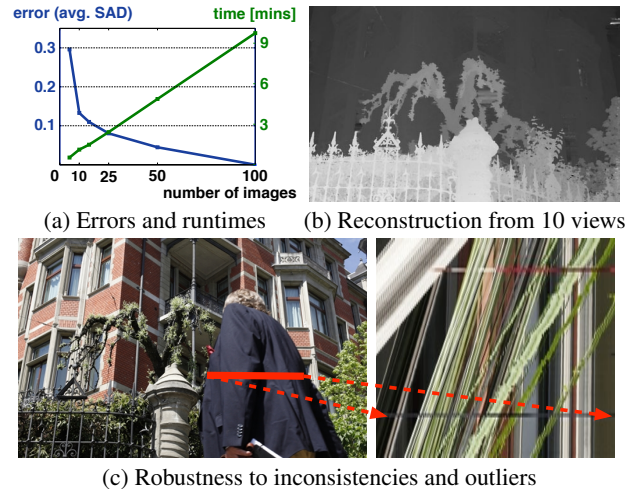 error (avg. SAD) time [mins]
0.3 9
0.2 6
0.1 3
0 10 25 50 100
number of images
(a) Errors and runtimes (b) Reconstruction from 10 views
(c) Robustness to inconsistencies and outliers